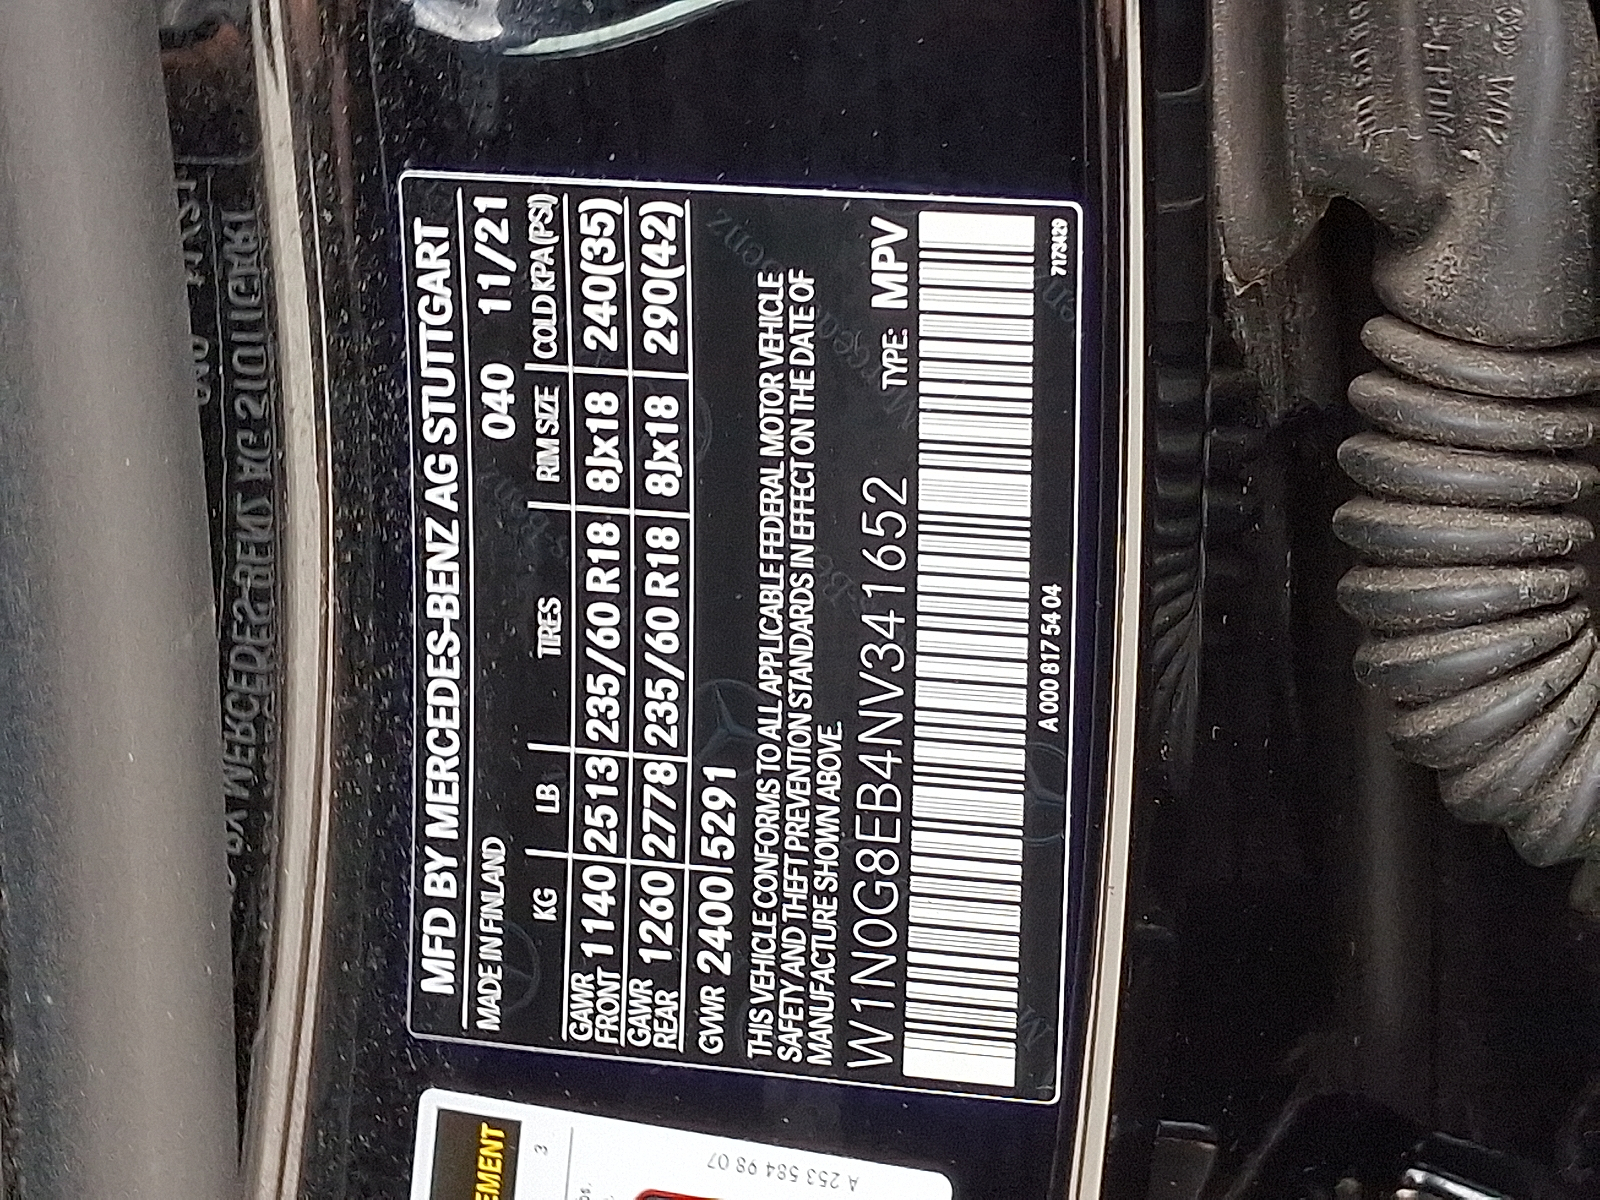 MFD BY MERCEDES-BENZ AG STUTTGART
MADE IN FINLAND 040 11/21
KG LB TIRES RIM SIZE COLD KPA (PSI)
GAWR FRONT 1140 2513 235/60 R18 8Jx18 240(35)
GAWR REAR 1260 2778 235/60 R18 8Jx18 290(42)
GVWR 2400 5291
THIS VEHICLE CONFORMS TO ALL APPLICABLE FEDERAL MOTOR VEHICLE
SAFETY AND THEFT PREVENTION STANDARDS IN EFFECT ON THE DATE OF
MANUFACTURE SHOWN ABOVE.
TYPE: MPV
W1N0G8EB4NV341652
A 000 817 54 04
7173429
EMENT
3
A 253 584 98 07